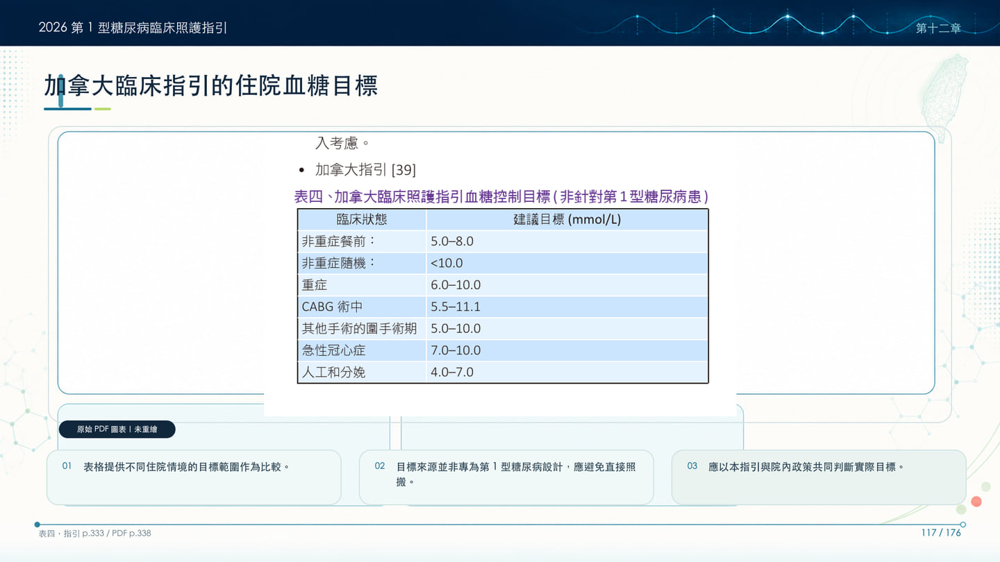 2026 第 1 型糖尿病臨床照護指引
第十二章
加拿大臨床指引的住院血糖目標
入考慮。
• 加拿大指引 [39]
表四、加拿大臨床照護指引血糖控制目標 ( 非針對第 1 型糖尿病患 )
臨床狀態 建議目標 (mmol/L)
非重症餐前： 5.0–8.0
非重症隨機： <10.0
重症 6.0–10.0
CABG 術中 5.5–11.1
其他手術的圍手術期 5.0–10.0
急性冠心症 7.0–10.0
人工和分娩 4.0–7.0
原始 PDF 圖表｜未重繪
01 表格提供不同住院情境的目標範圍作為比較。
02 目標來源並非專為第 1 型糖尿病設計，應避免直接照
搬。
03 應以本指引與院內政策共同判斷實際目標。
表四．指引 p.333 / PDF p.338
117 / 176